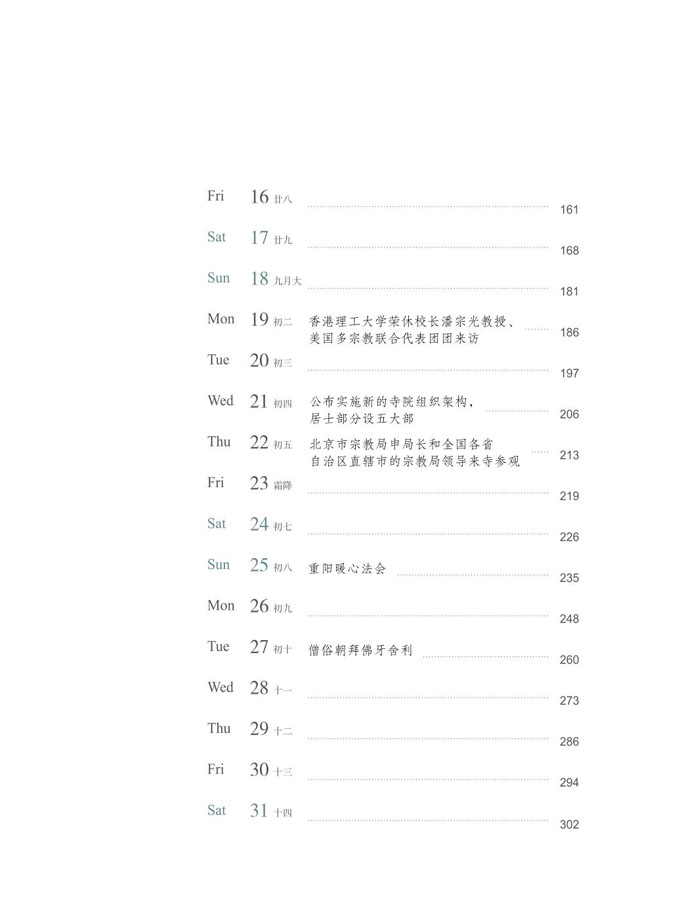 Fri 16 廿八 161
Sat 17 廿九 168
Sun 18 九月大 181
Mon 19 初二 香港理工大学荣休校长潘宗光教授、
美国多宗教联合代表团团来访 186
Tue 20 初三 197
Wed 21 初四 公布实施新的寺院组织架构，
居士部分设五大部 206
Thu 22 初五 北京市宗教局申局长和全国各省
自治区直辖市的宗教局领导来寺参观 213
Fri 23 霜降 219
Sat 24 初七 226
Sun 25 初八 重阳暖心法会 235
Mon 26 初九 248
Tue 27 初十 僧俗朝拜佛牙舍利 260
Wed 28 十一 273
Thu 29 十二 286
Fri 30 十三 294
Sat 31 十四 302